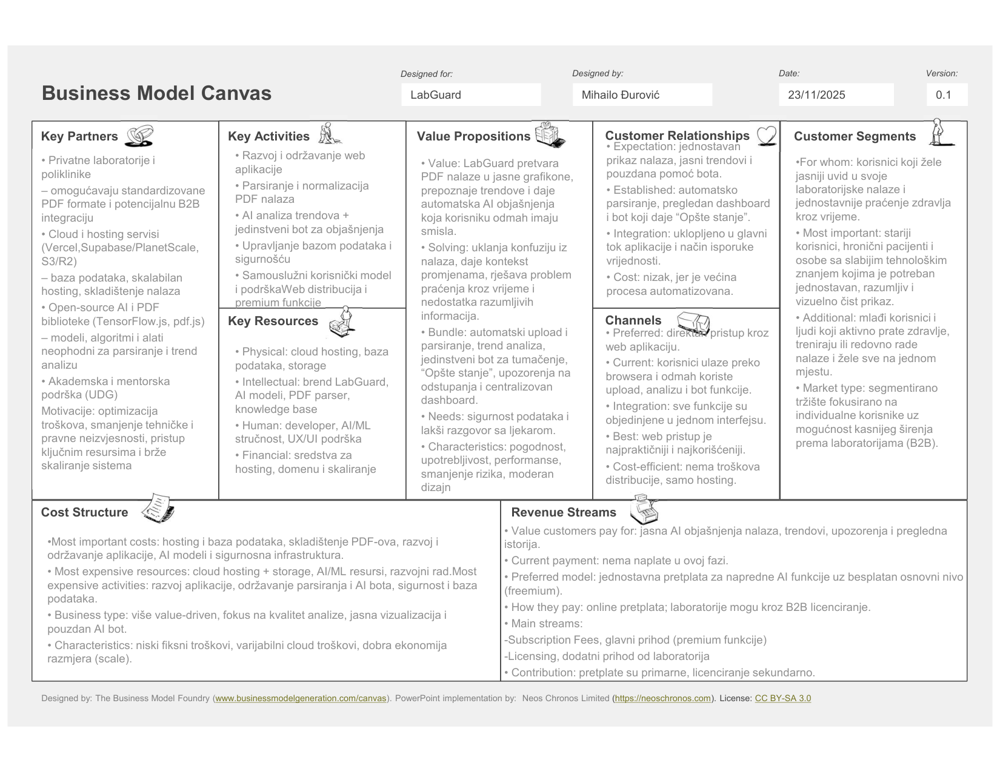 Business Model Canvas
Designed for:
LabGuard
Designed by:
Mihailo Đurović
Date:
23/11/2025
Version:
0.1
Key Partners
• Privatne laboratorije i
poliklinike
– omogućavaju standardizovane
PDF formate i potencijalnu B2B
integraciju
• Cloud i hosting servisi
(Vercel,Supabase/PlanetScale,
S3/R2)
– baza podataka, skalabilan
hosting, skladištenje nalaza
• Open-source AI i PDF
biblioteke (TensorFlow.js, pdf.js)
– modeli, algoritmi i alati
neophodni za parsiranje i trend
analizu
• Akademska i mentorska
podrška (UDG)
Motivacije: optimizacija
troškova, smanjenje tehničke i
pravne neizvjesnosti, pristup
ključnim resursima i brže
skaliranje sistema
Key Activities
• Razvoj i održavanje web
aplikacije
• Parsiranje i normalizacija
PDF nalaza
• AI analiza trendova +
jedinstveni bot za objašnjenja
• Upravljanje bazom podataka i
sigurnošću
• Samouslužni korisnički model
i podrškaWeb distribucija i
premium funkcije
Key Resources
• Physical: cloud hosting, baza
podataka, storage
• Intellectual: brend LabGuard,
AI modeli, PDF parser,
knowledge base
• Human: developer, AI/ML
stručnost, UX/UI podrška
• Financial: sredstva za
hosting, domenu i skaliranje
Value Propositions
• Value: LabGuard pretvara
PDF nalaze u jasne grafikone,
prepoznaje trendove i daje
automatska AI objašnjenja
koja korisniku odmah imaju
smisla.
• Solving: uklanja konfuziju iz
nalaza, daje kontekst
promjenama, rješava problem
praćenja kroz vrijeme i
nedostatka razumljivih
informacija.
• Bundle: automatski upload i
parsiranje, trend analiza,
jedinstveni bot za tumačenje,
“Opšte stanje”, upozorenja na
odstupanja i centralizovan
dashboard.
• Needs: sigurnost podataka i
lakši razgovor sa ljekarom.
• Characteristics: pogodnost,
upotrebljivost, performanse,
smanjenje rizika, moderan
dizajn
Customer Relationships
• Expectation: jednostavan
prikaz nalaza, jasni trendovi i
pouzdana pomoć bota.
• Established: automatsko
parsiranje, pregledan dashboard
i bot koji daje “Opšte stanje”.
• Integration: uklopljeno u glavni
tok aplikacije i način isporuke
vrijednosti.
• Cost: nizak, jer je većina
procesa automatizovana.
Channels
• Preferred: direktan pristup kroz
web aplikaciju.
• Current: korisnici ulaze preko
browsera i odmah koriste
upload, analizu i bot funkcije.
• Integration: sve funkcije su
objedinjene u jednom interfejsu.
• Best: web pristup je
najpraktičniji i najkorišćeniji.
• Cost-efficient: nema troškova
distribucije, samo hosting.
Customer Segments
•For whom: korisnici koji žele
jasniji uvid u svoje
laboratorijske nalaze i
jednostavnije praćenje zdravlja
kroz vrijeme.
• Most important: stariji
korisnici, hronični pacijenti i
osobe sa slabijim tehnološkim
znanjem kojima je potreban
jednostavan, razumljiv i
vizuelno čist prikaz.
• Additional: mlađi korisnici i
ljudi koji aktivno prate zdravlje,
treniraju ili redovno rade
nalaze i žele sve na jednom
mjestu.
• Market type: segmentirano
tržište fokusirano na
individualne korisnike uz
mogućnost kasnijeg širenja
prema laboratorijama (B2B).
Cost Structure
•Most important costs: hosting i baza podataka, skladištenje PDF-ova, razvoj i
održavanje aplikacije, AI modeli i sigurnosna infrastruktura.
• Most expensive resources: cloud hosting + storage, AI/ML resursi, razvojni rad.Most
expensive activities: razvoj aplikacije, održavanje parsiranja i AI bota, sigurnost i baza
podataka.
• Business type: više value-driven, fokus na kvalitet analize, jasna vizualizacija i
pouzdan AI bot.
• Characteristics: niski fiksni troškovi, varijabilni cloud troškovi, dobra ekonomija
razmjera (scale).
Revenue Streams
• Value customers pay for: jasna AI objašnjenja nalaza, trendovi, upozorenja i pregledna
istorija.
• Current payment: nema naplate u ovoj fazi.
• Preferred model: jednostavna pretplata za napredne AI funkcije uz besplatan osnovni nivo
(freemium).
• How they pay: online pretplata; laboratorije mogu kroz B2B licenciranje.
• Main streams:
-Subscription Fees, glavni prihod (premium funkcije)
-Licensing, dodatni prihod od laboratorija
• Contribution: pretplate su primarne, licenciranje sekundarno.
Designed by: The Business Model Foundry (www.businessmodelgeneration.com/canvas). PowerPoint implementation by: Neos Chronos Limited (https://neoschronos.com). License: CC BY-SA 3.0